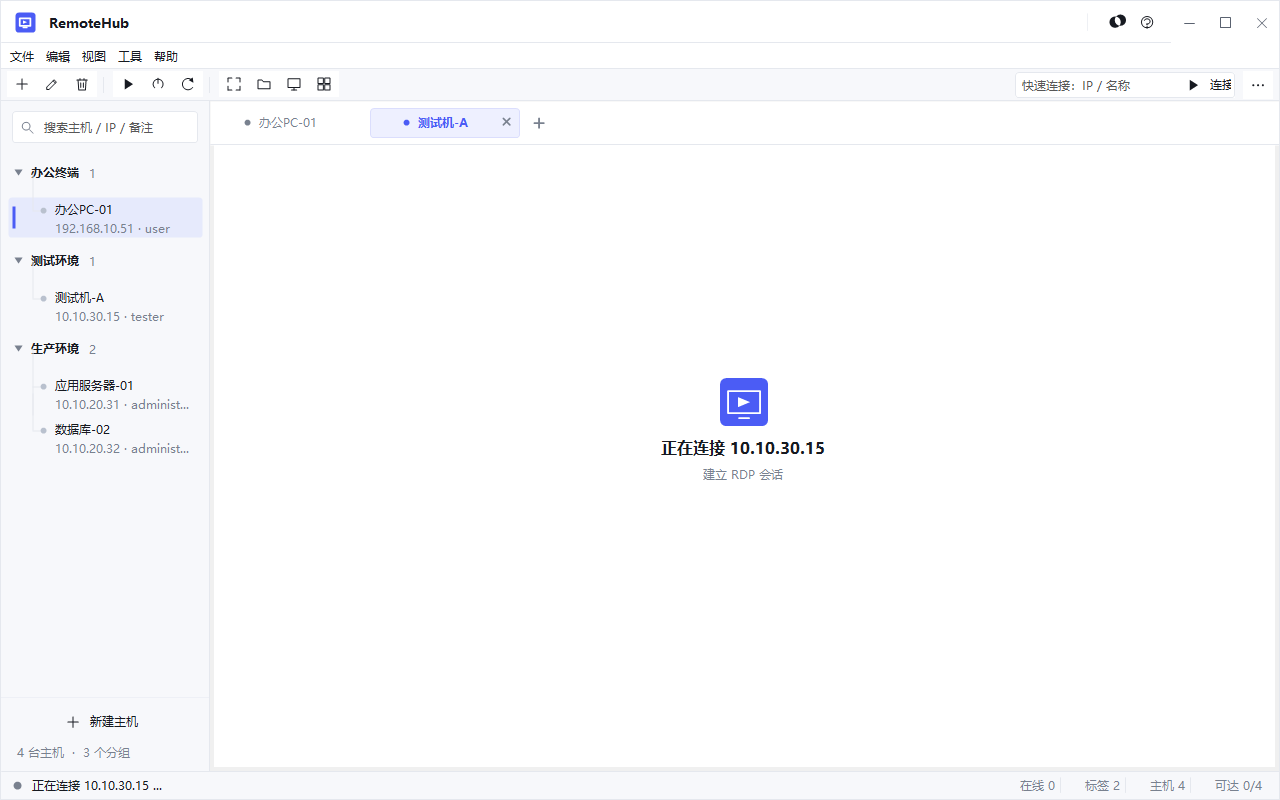 RemoteHub
文件 编辑 视图 工具 帮助
快速连接: IP / 名称 连接
搜索主机 / IP / 备注
办公PC-01
测试机-A
办公终端 1
办公PC-01
192.168.10.51 · user
测试环境 1
测试机-A
10.10.30.15 · tester
生产环境 2
应用服务器-01
10.10.20.31 · administ...
数据库-02
10.10.20.32 · administ...
正在连接 10.10.30.15
建立 RDP 会话
新建主机
4 台主机 · 3 个分组
正在连接 10.10.30.15 ...
在线 0 标签 2 主机 4 可达 0/4